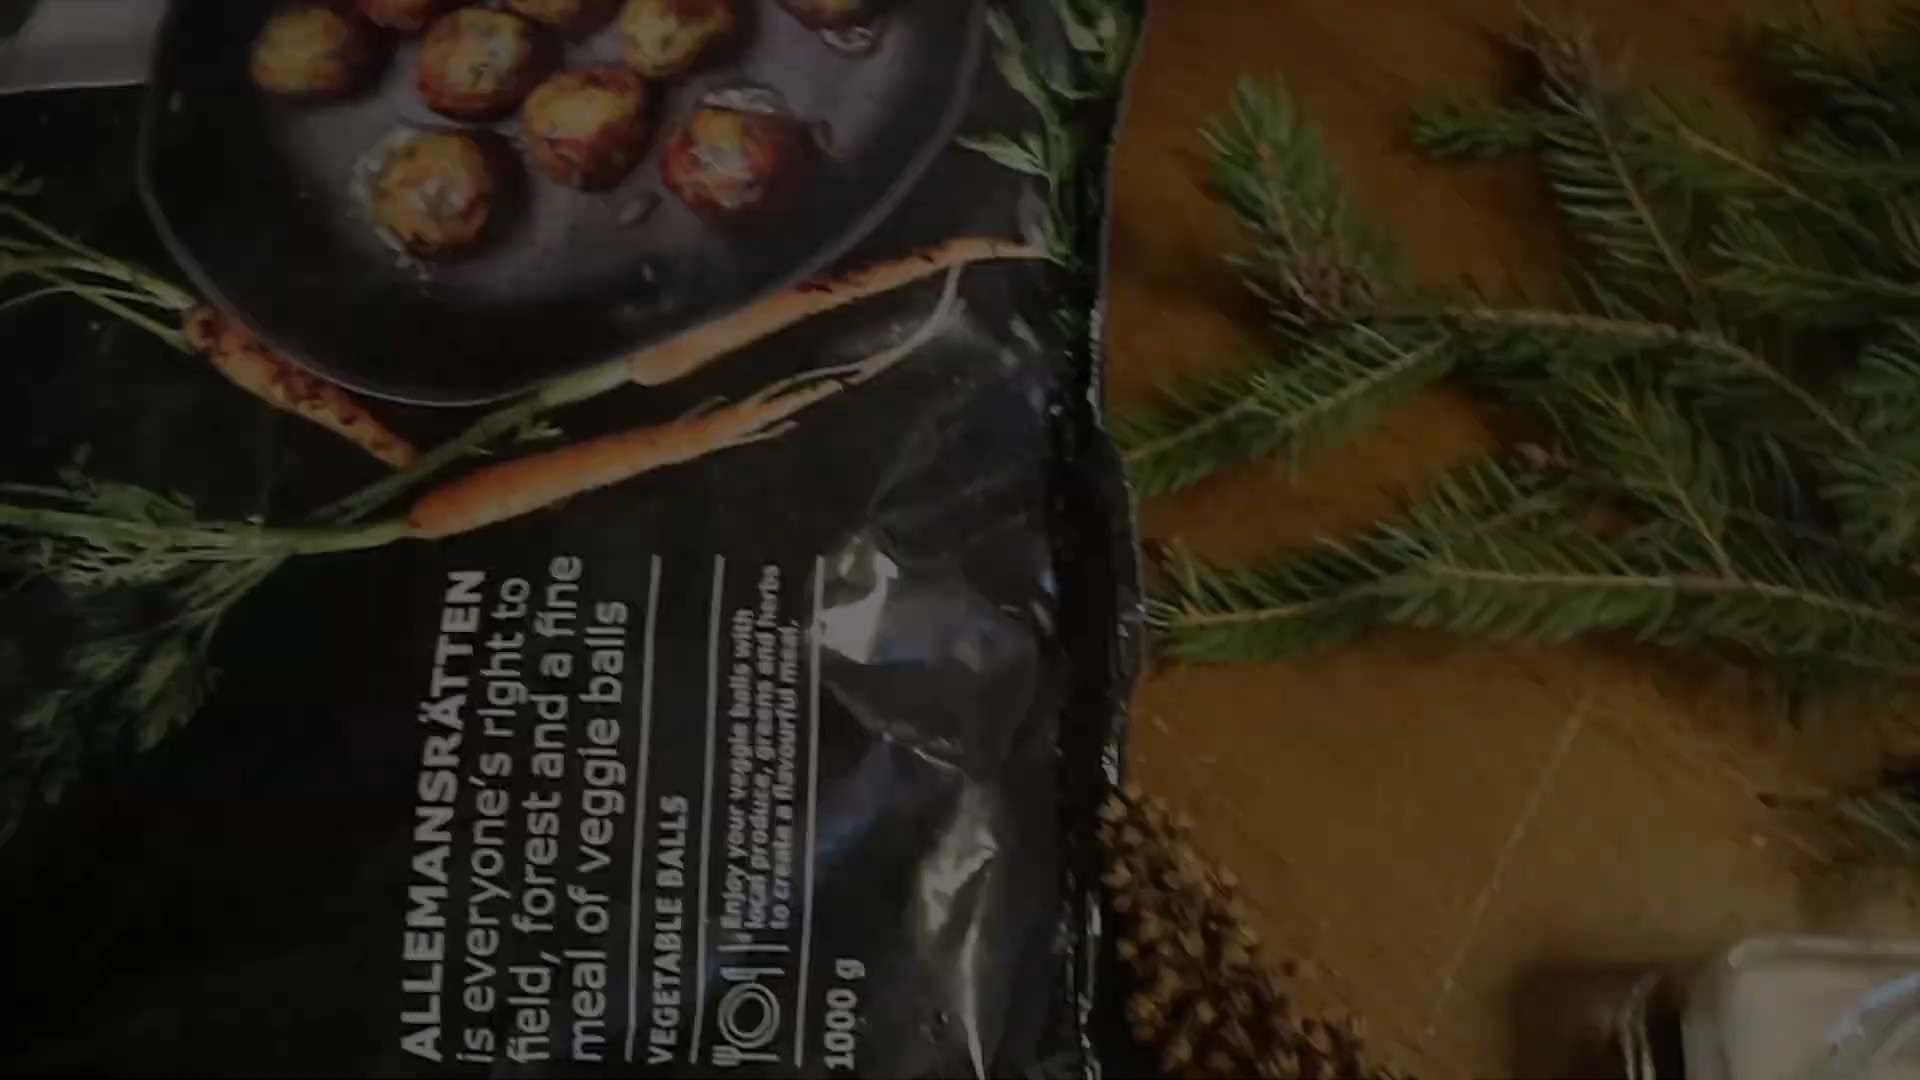 ALLEMANSRÄTTEN
is everyone's right to
field, forest and a fine
meal of veggie balls
VEGETABLE BALLS
Enjoy your veggie balls with
local produce, greens and herbs
to create a flavourful meal.
1000 g